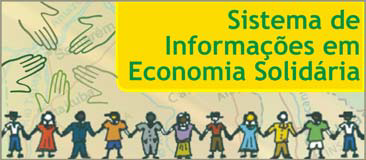 Sistema de
Informações em
Economia Solidária